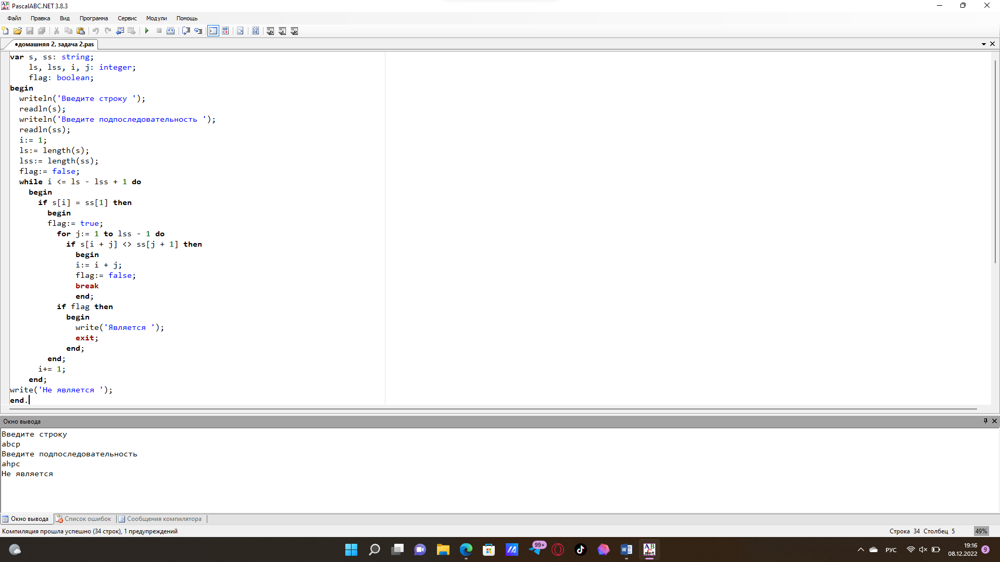 PascalABC.NET 3.8.3
Файл Правка Вид Программа Сервис Модули Помощь
•домашняя 2, задача 2.pas
var s, ss: string;
ls, lss, i, j: integer;
flag: boolean;
begin
writeln('Введите строку ');
readln(s);
writeln('Введите подпоследовательность ');
readln(ss);
i:= 1;
ls:= length(s);
lss:= length(ss);
flag:= false;
while i <= ls - lss + 1 do
begin
if s[i] = ss[1] then
begin
flag:= true;
for j:= 1 to lss - 1 do
if s[i + j] <> ss[j + 1] then
begin
i:= i + j;
flag:= false;
break
end;
if flag then
begin
write('Является ');
exit;
end;
end;
i+= 1;
end;
write('Не является ');
end.
Окно вывода
Введите строку
abcp
Введите подпоследовательность
ahpc
Не является
Окно вывода Список ошибок Сообщения компилятора
Компиляция прошла успешно (34 строк), 1 предупреждений Строка 34 Столбец 5 49%
99+
РУС
19:16
08.12.2022
9